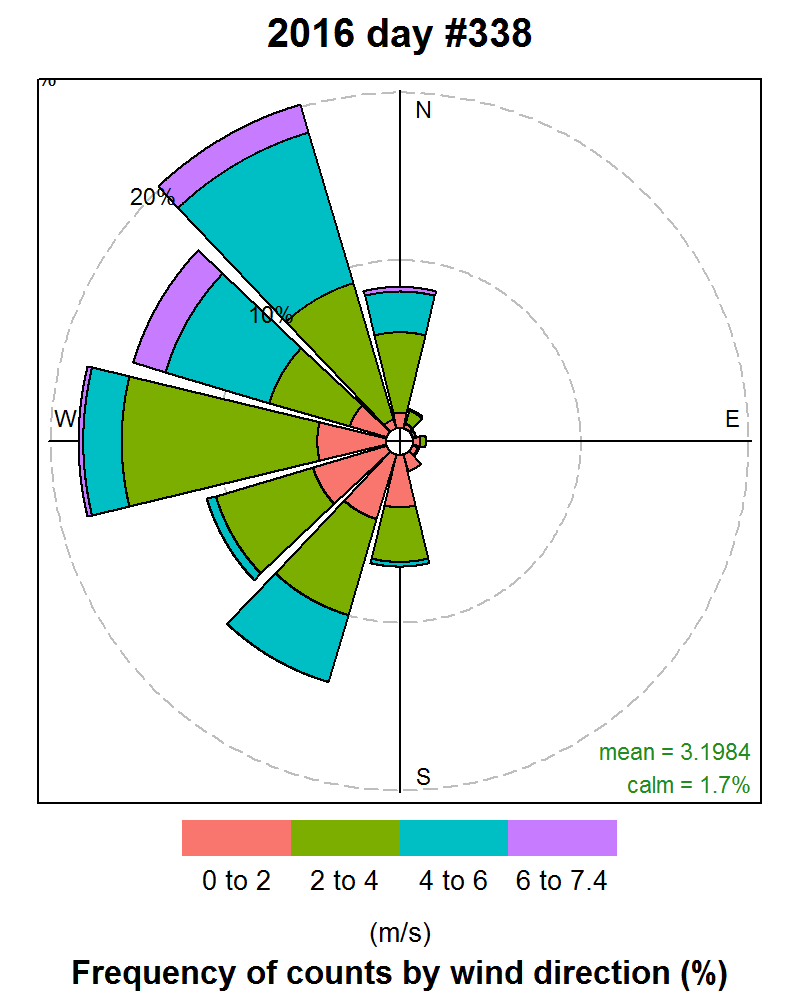 2016 day #338
%
N
20%
10%
W
E
S
mean = 3.1984
calm = 1.7%
0 to 2 2 to 4 4 to 6 6 to 7.4
(m/s)
Frequency of counts by wind direction (%)